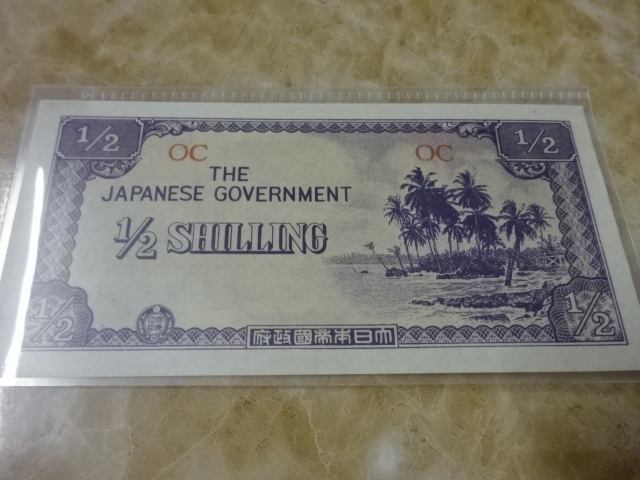 1/2
1/2
OC
OC
THE
JAPANESE GOVERNMENT
1/2 SHILLING
1/2
1/2
大日本帝國政府